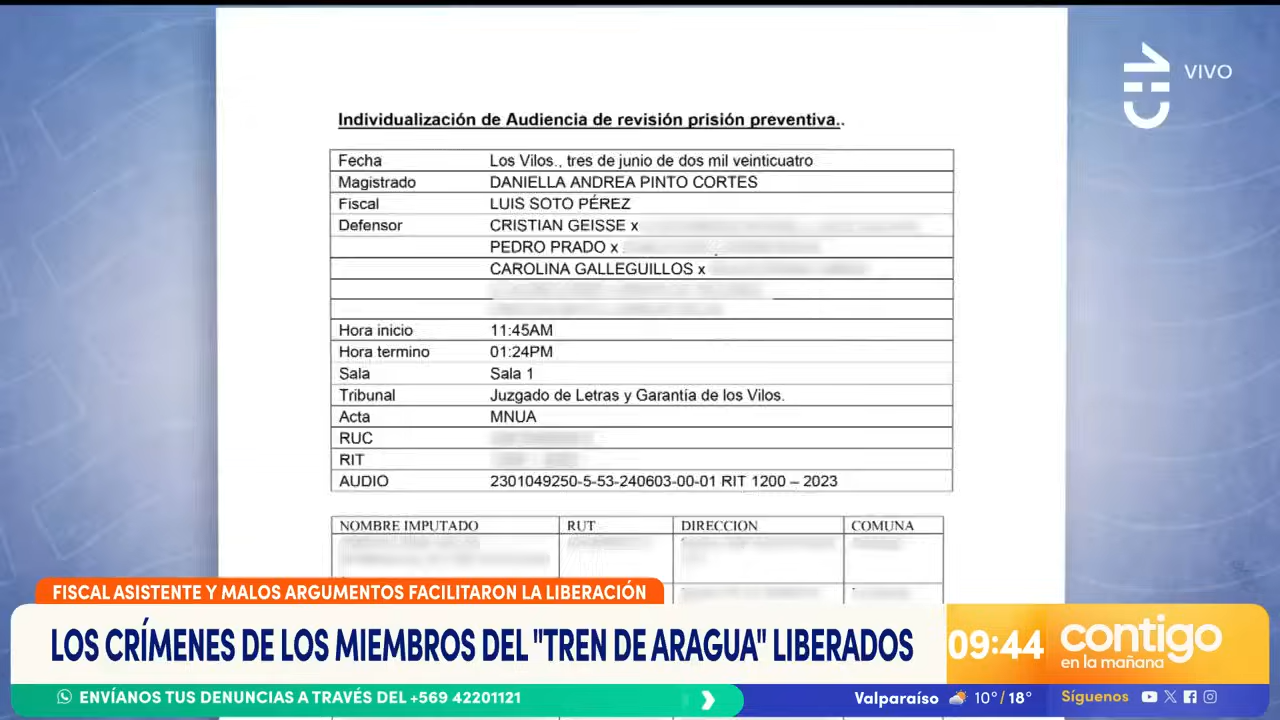 CHV VIVO
Individualización de Audiencia de revisión prisión preventiva..
Fecha Los Vilos., tres de junio de dos mil veinticuatro
Magistrado DANIELLA ANDREA PINTO CORTES
Fiscal LUIS SOTO PÉREZ
Defensor CRISTIAN GEISSE x
PEDRO PRADO x
CAROLINA GALLEGUILLOS x
Hora inicio 11:45AM
Hora termino 01:24PM
Sala Sala 1
Tribunal Juzgado de Letras y Garantía de los Vilos.
Acta MNUA
RUC
RIT
AUDIO 2301049250-5-53-240603-00-01 RIT 1200 – 2023
NOMBRE IMPUTADO RUT DIRECCION COMUNA
FISCAL ASISTENTE Y MALOS ARGUMENTOS FACILITARON LA LIBERACIÓN
LOS CRÍMENES DE LOS MIEMBROS DEL "TREN DE ARAGUA" LIBERADOS
09:44 contigo
en la mañana
ENVÍANOS TUS DENUNCIAS A TRAVÉS DEL +569 42201121
Valparaíso 10°/18° Síguenos